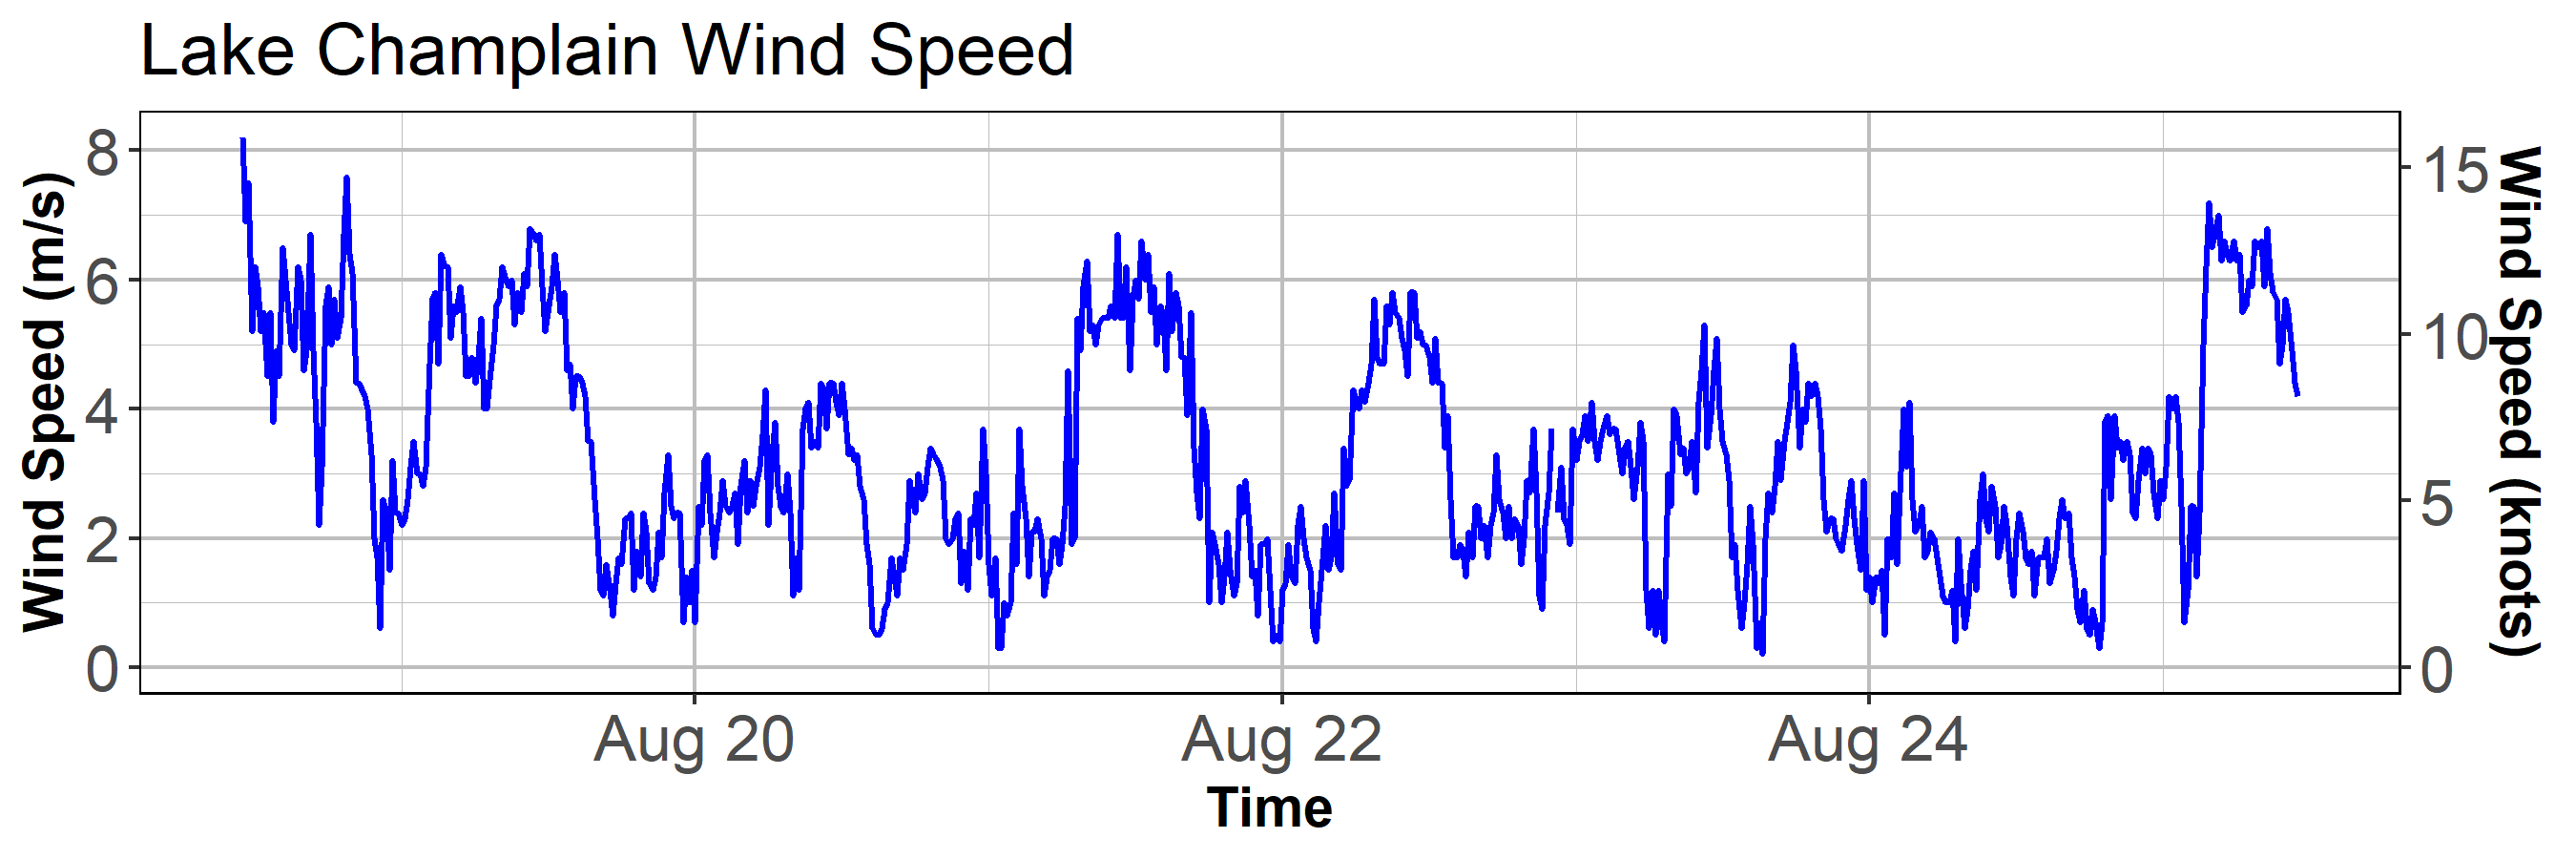 Lake Champlain Wind Speed
Wind Speed (m/s)
8
6
4
2
0
15
10
5
0
Wind Speed (knots)
Aug 20
Aug 22
Aug 24
Time